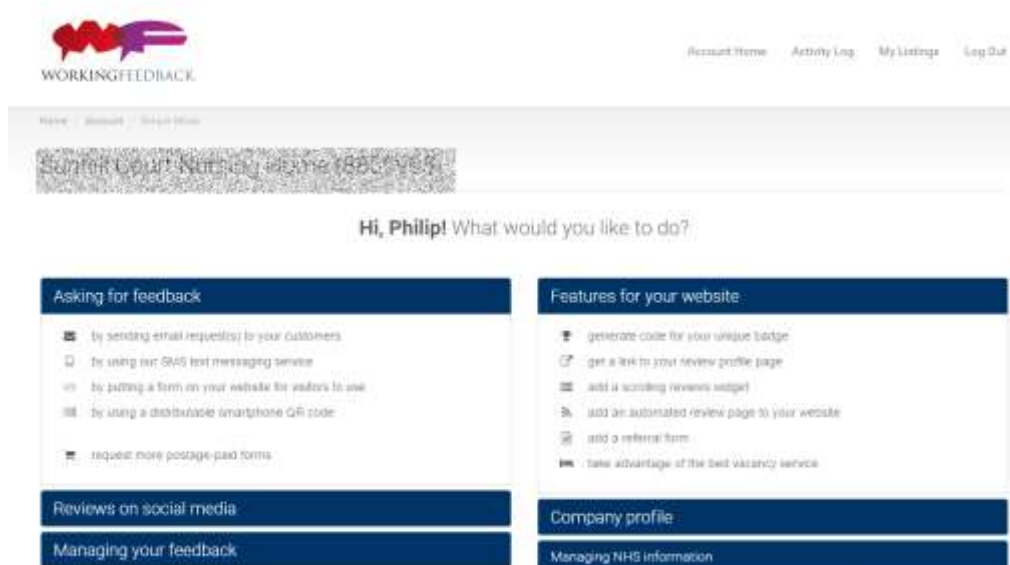 WORKINGFEEDBACK
Account Home Activity Log My Listings Log Out
Home / Account /
Court Nursing Home
Hi, Philip! What would you like to do?
Asking for feedback
by sending email request(s) to your customers
by using our SMS text messaging service
by putting a form on your website for visitors to use
by using a distributable smartphone QR code
request more postage-paid forms
Reviews on social media
Managing your feedback
Features for your website
generate code for your unique badge
get a link to your review profile page
add a scrolling reviews widget
add an automated review page to your website
add a referral form
take advantage of the bed vacancy service
Company profile
Managing NHS information